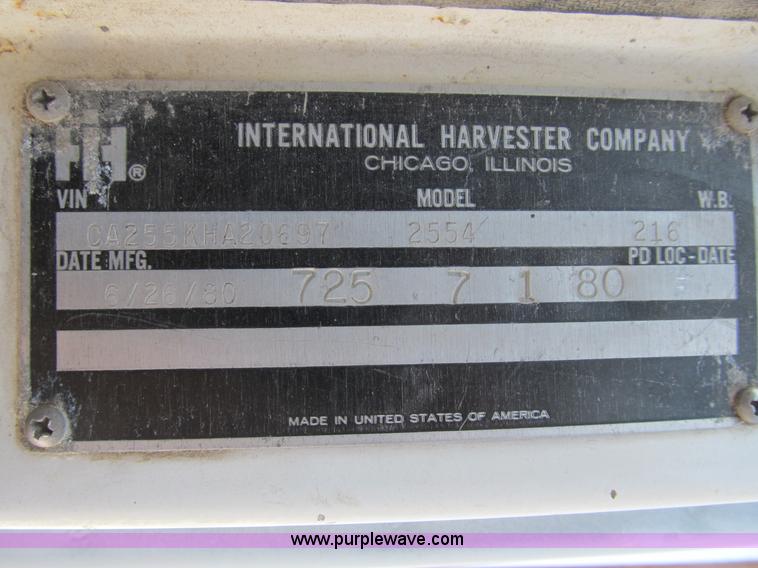 IH ®
INTERNATIONAL HARVESTER COMPANY
CHICAGO, ILLINOIS
VIN MODEL W.B.
CA255KHA20697 2554 216
DATE MFG. PD LOC-DATE
6/26/80 725 7 1 80
MADE IN UNITED STATES OF AMERICA
www.purplewave.com